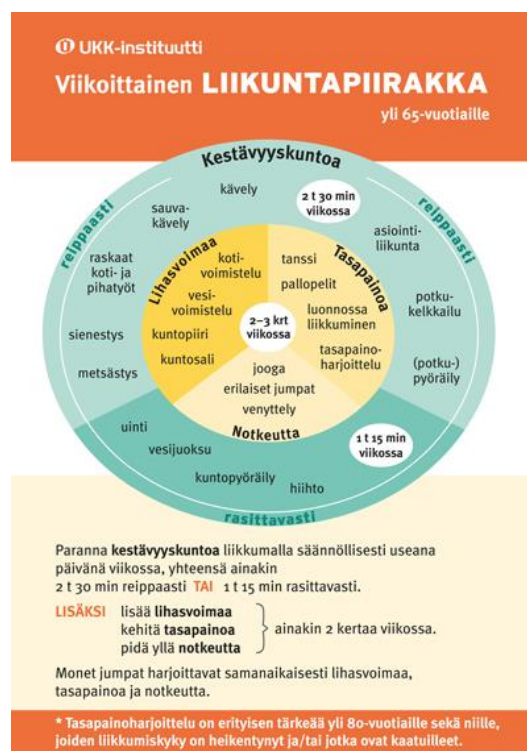 UKK-instituutti
Viikoittainen LIIKUNTAPIIRAKKA
yli 65-vuotiaille
Kestävyyskuntoa
reippaasti
reippaasti
kävely
2 t 30 min
viikossa
sauva-
kävely
asiointi-
liikunta
raskaat
koti- ja
pihatyöt
potku-
kelkkailu
sienestys
metsästys
(potku-)
pyöräily
Lihasvoimaa
koti-
voimistelu
vesi-
voimistelu
kuntopiiri
kuntosali
Tasapainoa
tanssi
pallopelit
luonnossa
liikkuminen
tasapaino-
harjoittelu
2–3 krt
viikossa
jooga
erilaiset jumpat
venyttely
Notkeutta
uinti
vesijuoksu
kuntopyöräily
hiihto
1 t 15 min
viikossa
rasittavasti
Paranna kestävyyskuntoa liikkumalla säännöllisesti useana
päivänä viikossa, yhteensä ainakin
2 t 30 min reippaasti TAI 1 t 15 min rasittavasti.
LISÄKSI lisää lihasvoimaa
kehitä tasapainoa
pidä yllä notkeutta
ainakin 2 kertaa viikossa.
Monet jumpat harjoittavat samanaikaisesti lihasvoimaa,
tasapainoa ja notkeutta.
* Tasapainoharjoittelu on erityisen tärkeää yli 80-vuotiaille sekä niille,
joiden liikkumiskyky on heikentynyt ja/tai jotka ovat kaatuilleet.